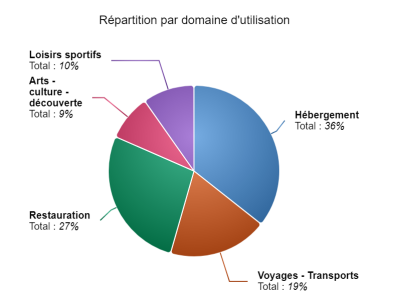 Répartition par domaine d'utilisation
Loisirs sportifs
Total : 10%
Arts -
culture -
découverte
Total : 9%
Hébergement
Total : 36%
Restauration
Total : 27%
Voyages - Transports
Total : 19%